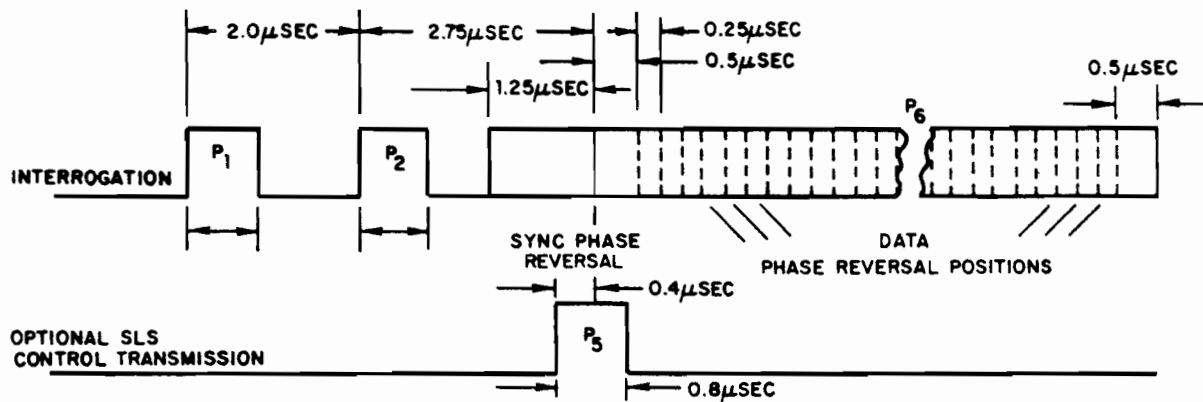 2.0μSEC
2.75μSEC
0.25μSEC
0.5μSEC
1.25μSEC
0.5μSEC
P6
P1
P2
INTERROGATION
SYNC PHASE
REVERSAL
DATA
PHASE REVERSAL POSITIONS
0.4μSEC
OPTIONAL SLS
CONTROL TRANSMISSION
P5
0.8μSEC